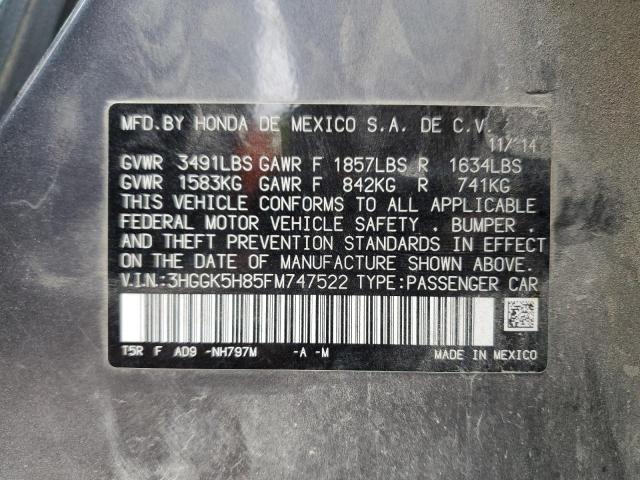 MFD.BY HONDA DE MEXICO S.A. DE C.V.
11/14
GVWR 3491LBS GAWR F 1857LBS R 1634LBS
GVWR 1583KG GAWR F 842KG R 741KG
THIS VEHICLE CONFORMS TO ALL APPLICABLE
FEDERAL MOTOR VEHICLE SAFETY . BUMPER .
AND THEFT PREVENTION STANDARDS IN EFFECT
ON THE DATE OF MANUFACTURE SHOWN ABOVE.
V.I.N.:3HGGK5H85FM747522 TYPE:PASSENGER CAR
T5R F AD9 -NH797M -A -M MADE IN MEXICO